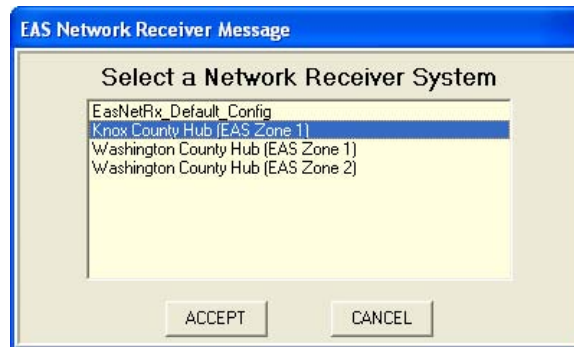 EAS Network Receiver Message
Select a Network Receiver System
EasNetRx_Default_Config
Knox County Hub (EAS Zone 1)
Washington County Hub (EAS Zone 1)
Washington County Hub (EAS Zone 2)
ACCEPT CANCEL